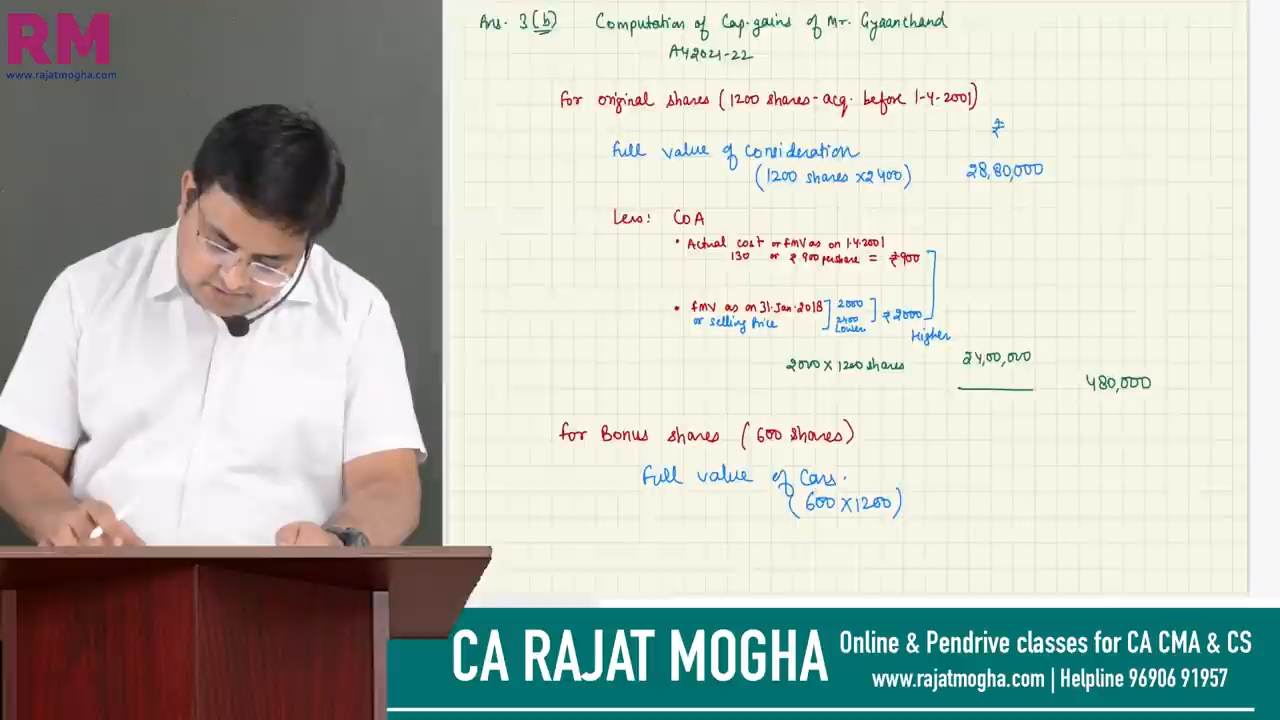 RM
www.rajatmogha.com
Ans. 3(b) Computation of Cap. gains of Mr. Gyaanchand
AY 2021-22
for original shares (1200 shares - acq. before 1-4-2001)
₹
Full value of consideration
(1200 shares x 2400) 28,80,000
Less: COA
• Actual cost or fmv as on 1.4.2001
130 or ₹ 900 per share = ₹900
• fmv as on 31.Jan.2018 ] 2000
or selling Price 2400 ] ₹2000
Lower
Higher
2000 x 1200 shares 24,00,000
480,000
for Bonus shares (600 shares)
Full value of Cons.
(600 x 1200)
CA RAJAT MOGHA
Online & Pendrive classes for CA CMA & CS
www.rajatmogha.com | Helpline 96906 91957